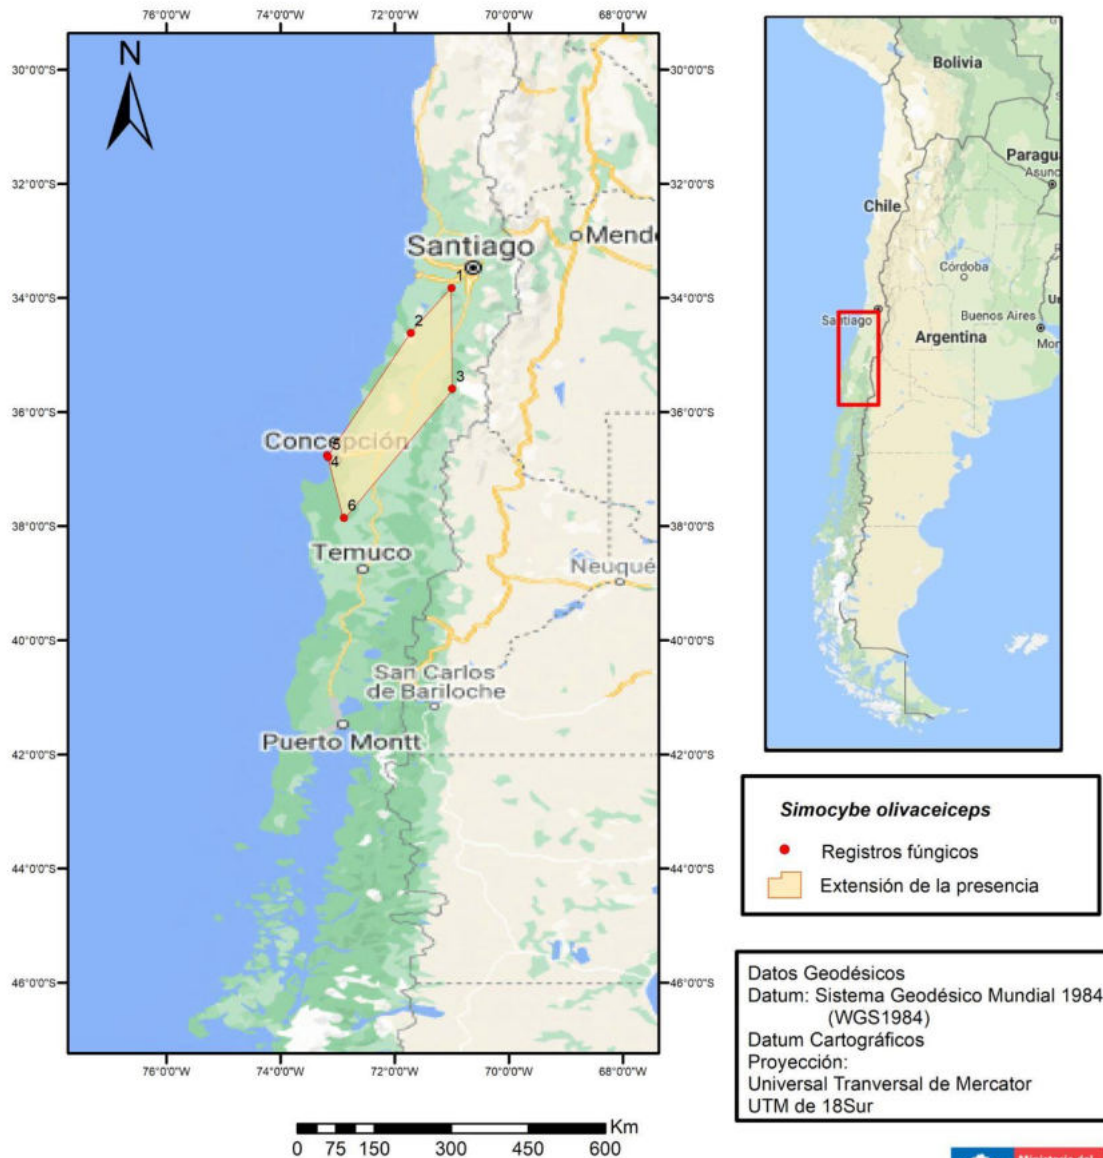 76°0'0"W 74°0'0"W 72°0'0"W 70°0'0"W 68°0'0"W
N
30°0'0"S 30°0'0"S
32°0'0"S 32°0'0"S
Santiago
Mend
1
34°0'0"S 34°0'0"S
2
3
36°0'0"S 36°0'0"S
Concepción
5
4
6
38°0'0"S 38°0'0"S
Temuco
Neuqué
40°0'0"S 40°0'0"S
San Carlos
de Bariloche
Puerto Montt
42°0'0"S 42°0'0"S
44°0'0"S 44°0'0"S
46°0'0"S 46°0'0"S
76°0'0"W 74°0'0"W 72°0'0"W 70°0'0"W 68°0'0"W
Km
0 75 150 300 450 600
Bolivia
Paragu
Asunc
Chile
Córdoba
Santiago
Buenos Aires
Argentina
Mon
Simocybe olivaceiceps
Registros fúngicos
Extensión de la presencia
Datos Geodésicos
Datum: Sistema Geodésico Mundial 1984
(WGS1984)
Datum Cartográficos
Proyección:
Universal Tranversal de Mercator
UTM de 18Sur